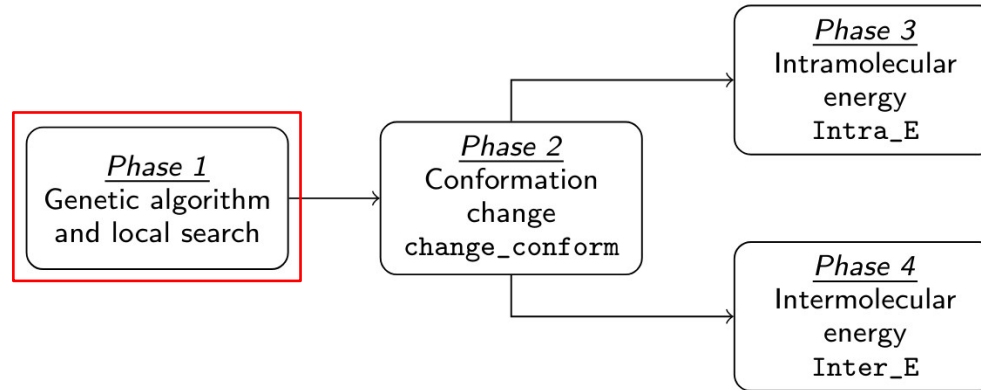 Phase 1
Genetic algorithm
and local search
Phase 2
Conformation
change
change_conform
Phase 3
Intramolecular
energy
Intra_E
Phase 4
Intermolecular
energy
Inter_E